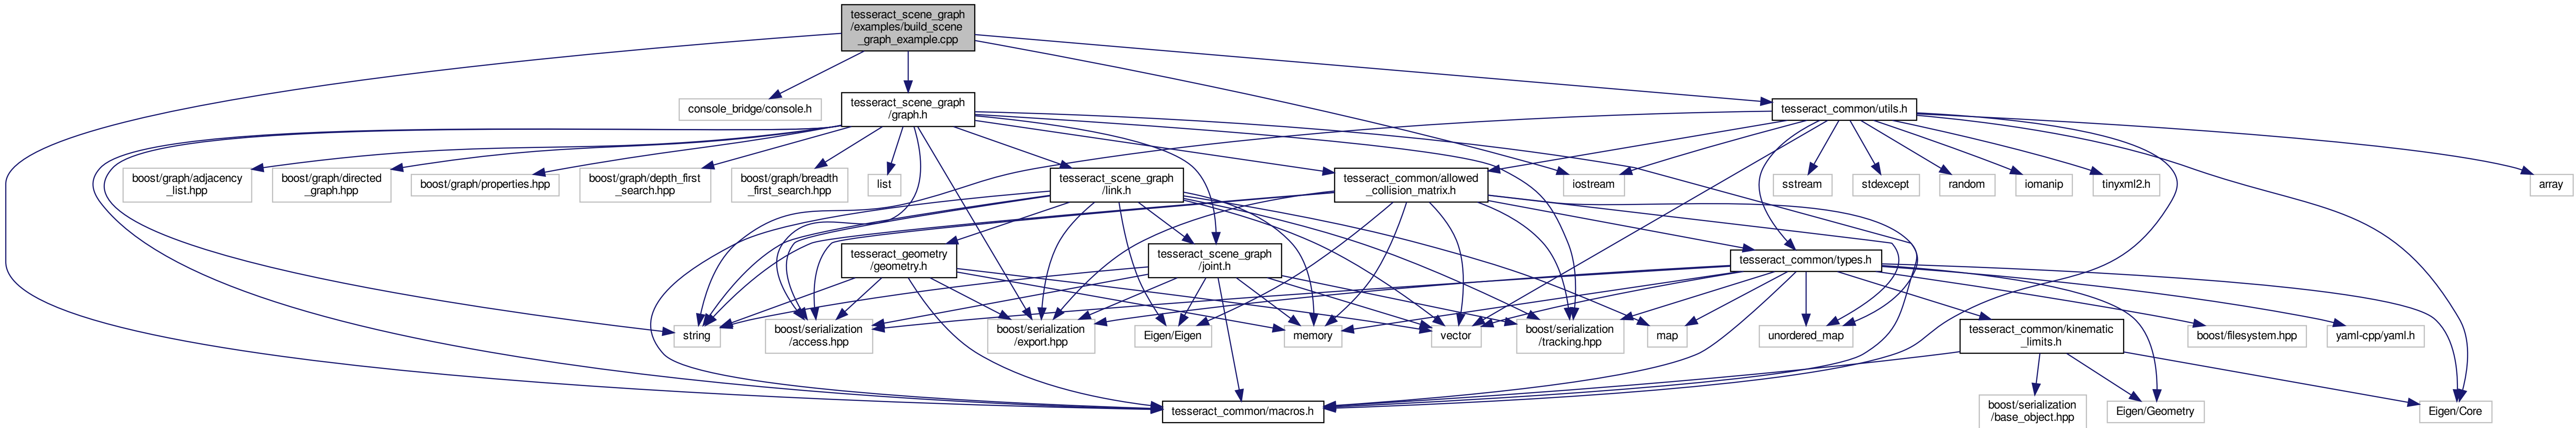 tesseract_scene_graph
/examples/build_scene
_graph_example.cpp
console_bridge/console.h
tesseract_scene_graph
/graph.h
tesseract_common/utils.h
boost/graph/adjacency
_list.hpp
boost/graph/directed
_graph.hpp
boost/graph/properties.hpp
boost/graph/depth_first
_search.hpp
boost/graph/breadth
_first_search.hpp
list
tesseract_scene_graph
/link.h
tesseract_common/allowed
_collision_matrix.h
iostream
sstream
stdexcept
random
iomanip
tinyxml2.h
array
tesseract_geometry
/geometry.h
tesseract_scene_graph
/joint.h
tesseract_common/types.h
string
boost/serialization
/access.hpp
boost/serialization
/export.hpp
Eigen/Eigen
memory
vector
boost/serialization
/tracking.hpp
map
unordered_map
tesseract_common/kinematic
_limits.h
boost/filesystem.hpp
yaml-cpp/yaml.h
tesseract_common/macros.h
boost/serialization
/base_object.hpp
Eigen/Geometry
Eigen/Core